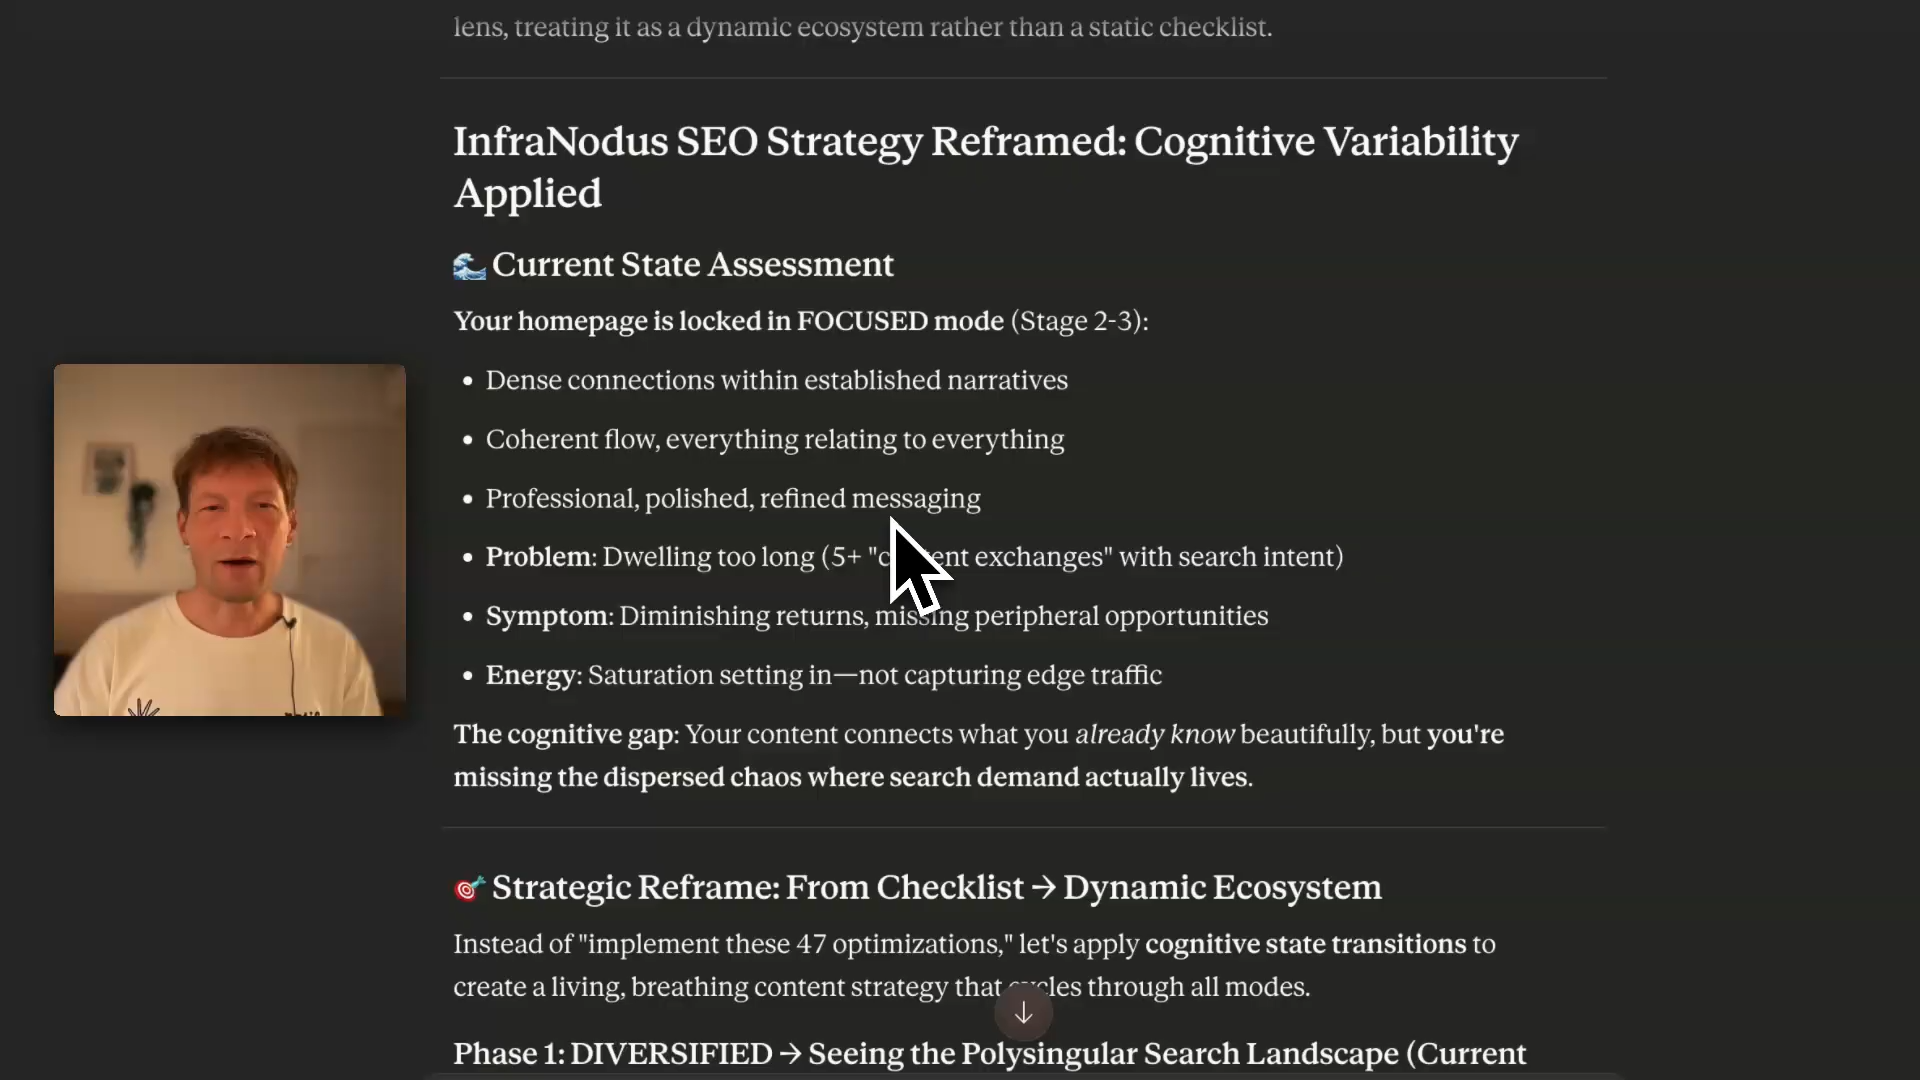 lens, treating it as a dynamic ecosystem rather than a static checklist.
InfraNodus SEO Strategy Reframed: Cognitive Variability
Applied
🌊 Current State Assessment
Your homepage is locked in FOCUSED mode (Stage 2-3):
• Dense connections within established narratives
• Coherent flow, everything relating to everything
• Professional, polished, refined messaging
• Problem: Dwelling too long (5+ "content exchanges" with search intent)
• Symptom: Diminishing returns, missing peripheral opportunities
• Energy: Saturation setting in—not capturing edge traffic
The cognitive gap: Your content connects what you already know beautifully, but you're
missing the dispersed chaos where search demand actually lives.
🎯 Strategic Reframe: From Checklist → Dynamic Ecosystem
Instead of "implement these 47 optimizations," let's apply cognitive state transitions to
create a living, breathing content strategy that cycles through all modes.
Phase 1: DIVERSIFIED → Seeing the Polysingular Search Landscape (Current